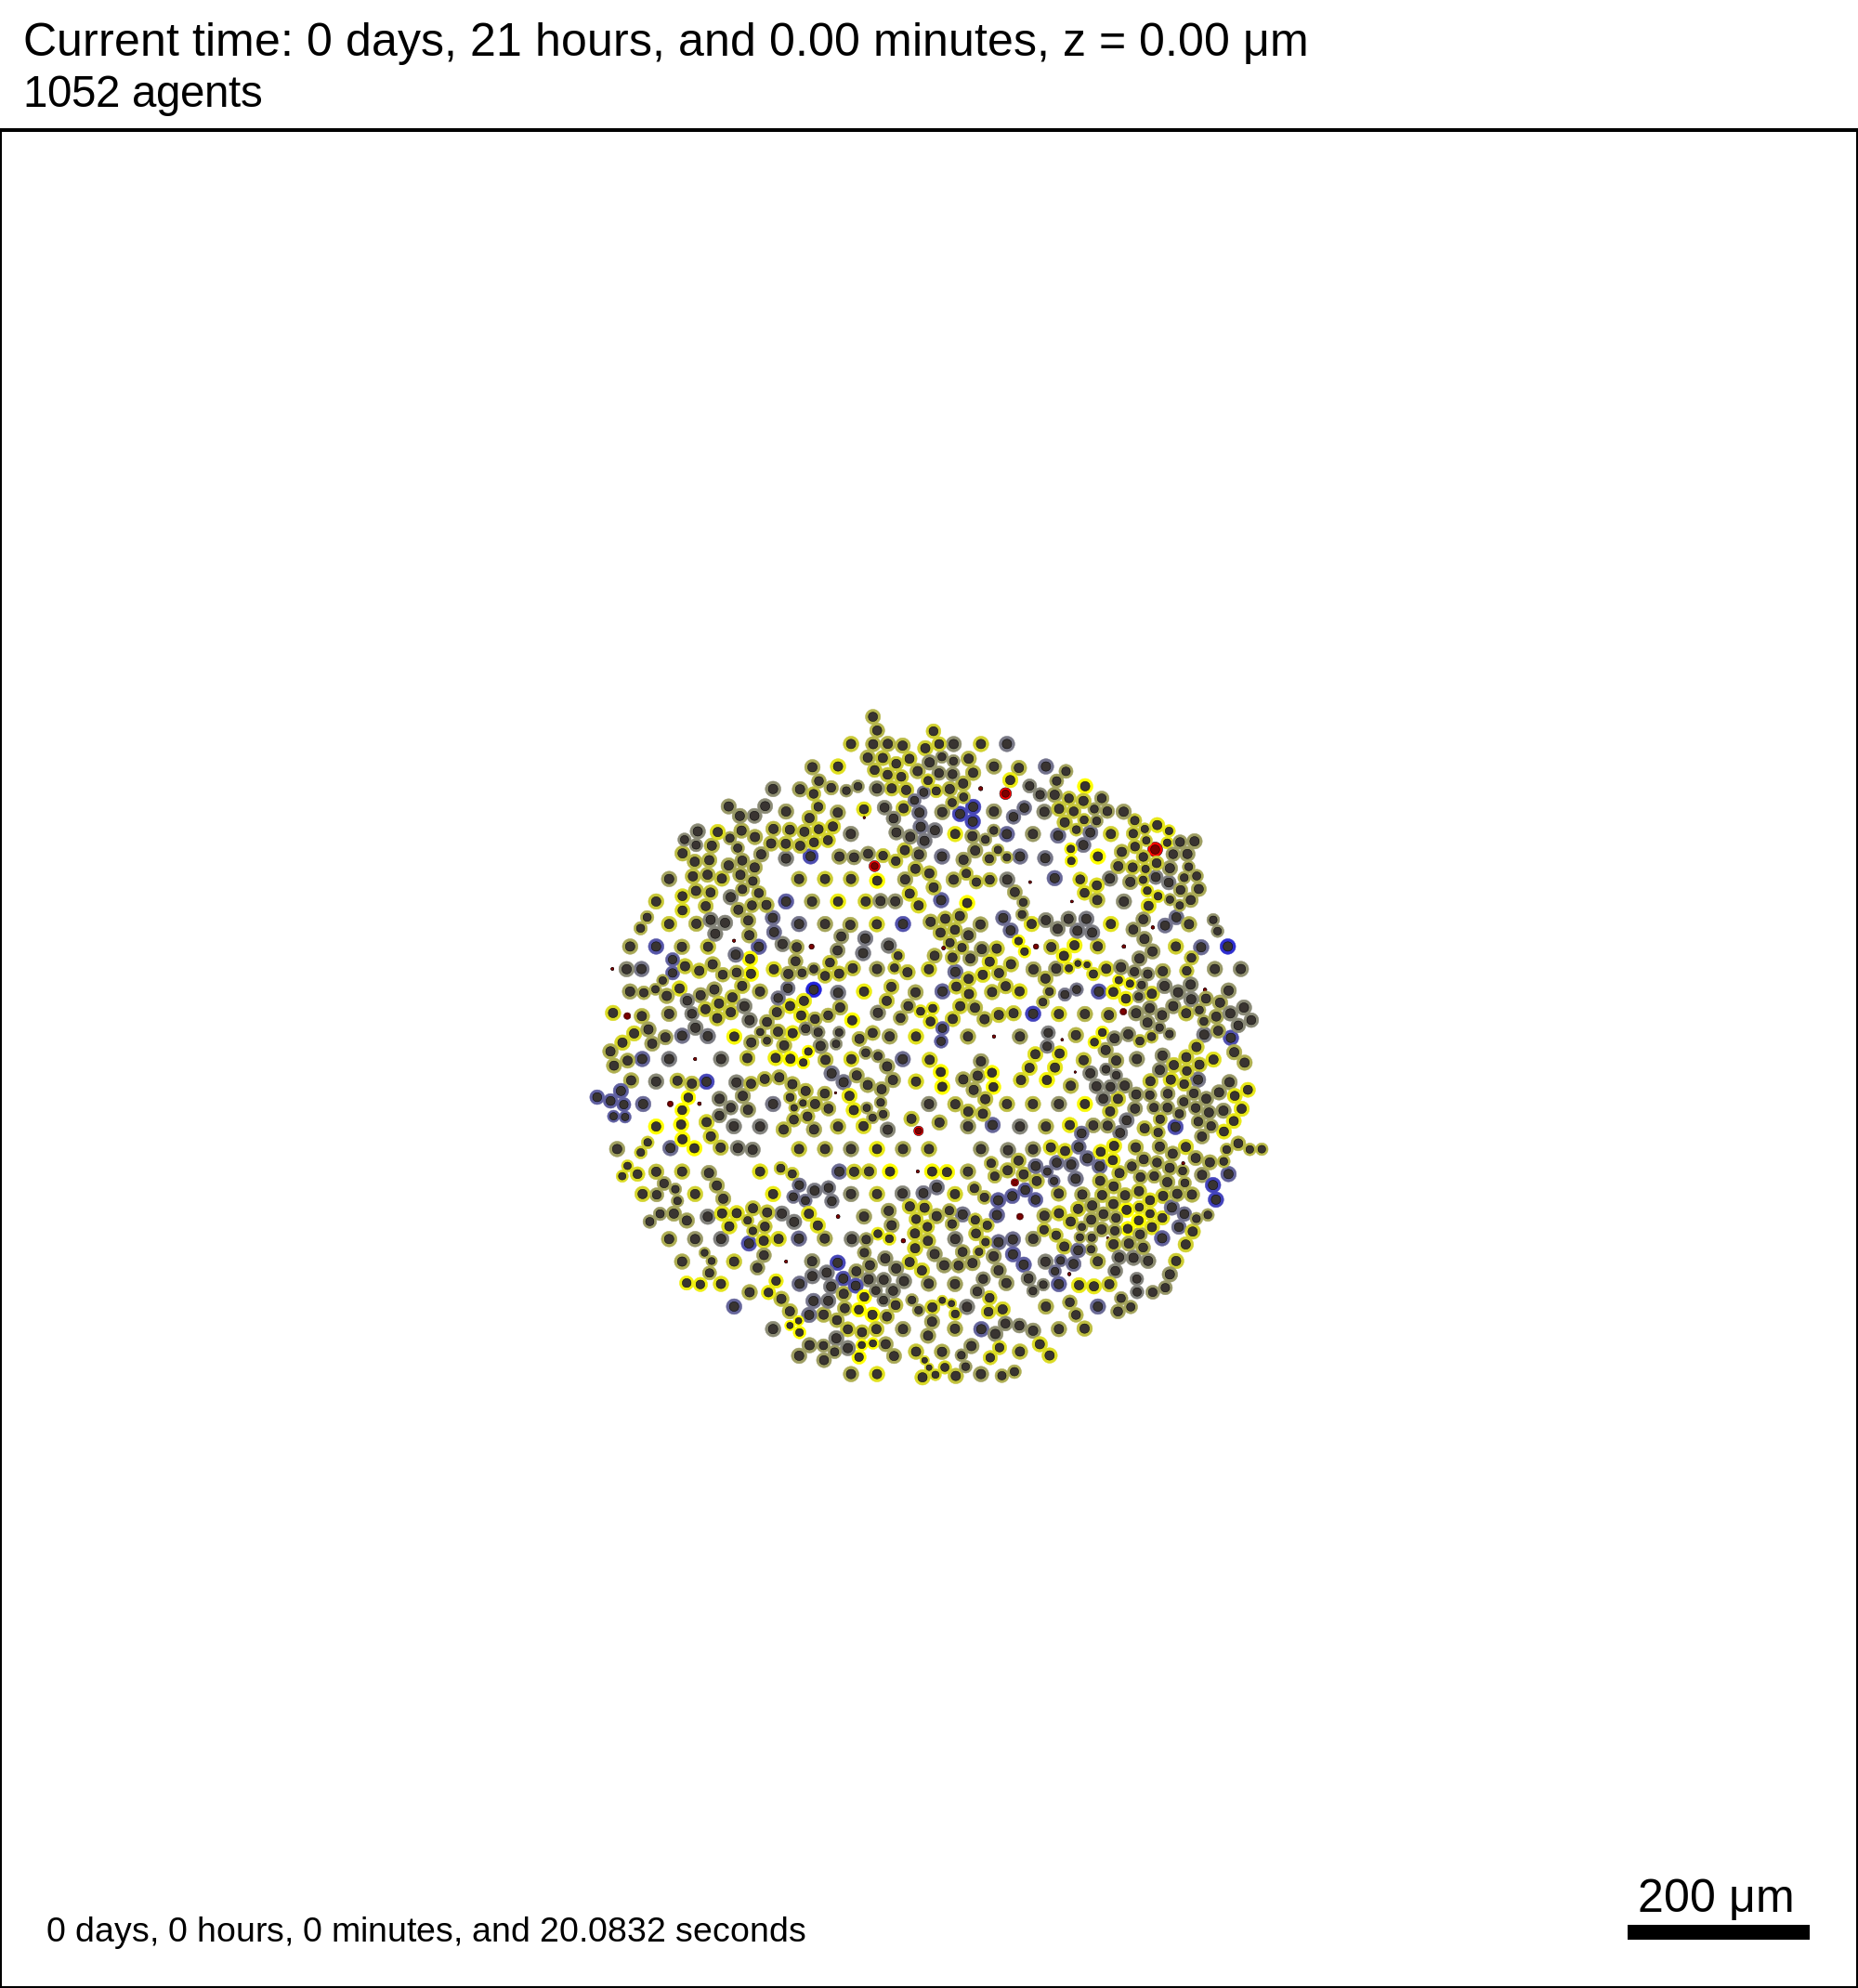 Current time: 0 days, 21 hours, and 0.00 minutes, z = 0.00 μm
1052 agents
200 μm
0 days, 0 hours, 0 minutes, and 20.0832 seconds